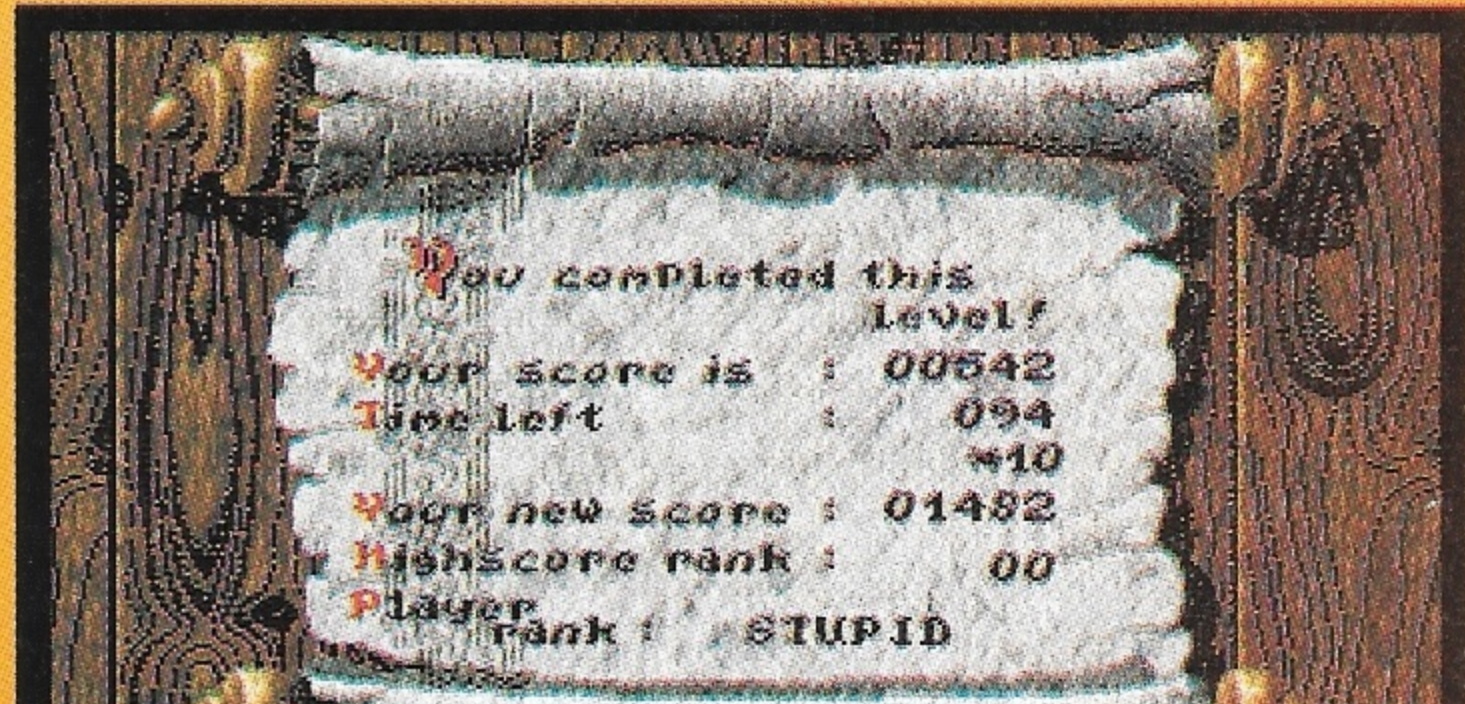 You completed this
level!
Your score is : 00542
Time left : 094
*10
Your new score : 01482
Highscore rank : 00
Player
rank : STUPID